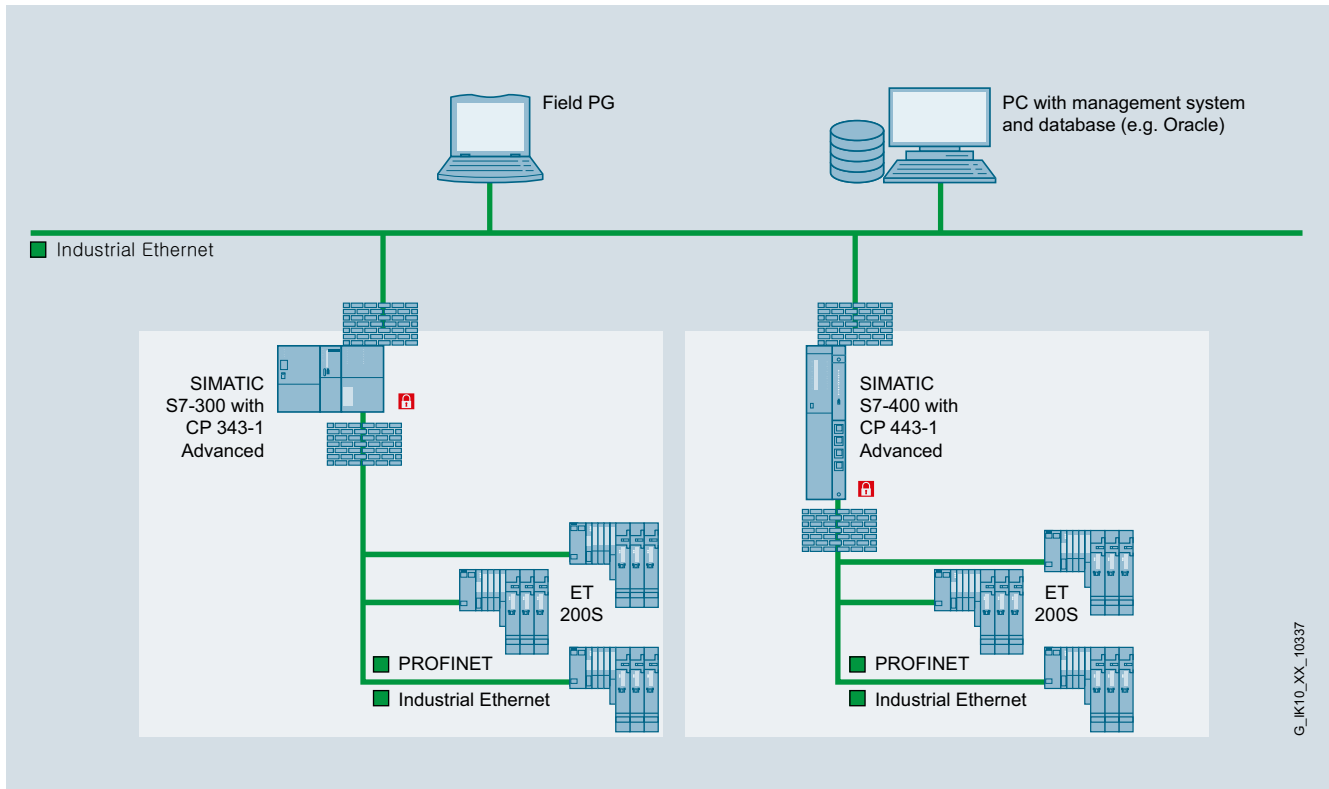 Field PG
PC with management system
and database (e.g. Oracle)
Industrial Ethernet
SIMATIC
S7-300 with
CP 343-1
Advanced
ET
200S
PROFINET
Industrial Ethernet
SIMATIC
S7-400 with
CP 443-1
Advanced
ET
200S
PROFINET
Industrial Ethernet
G_IK10_XX_10337